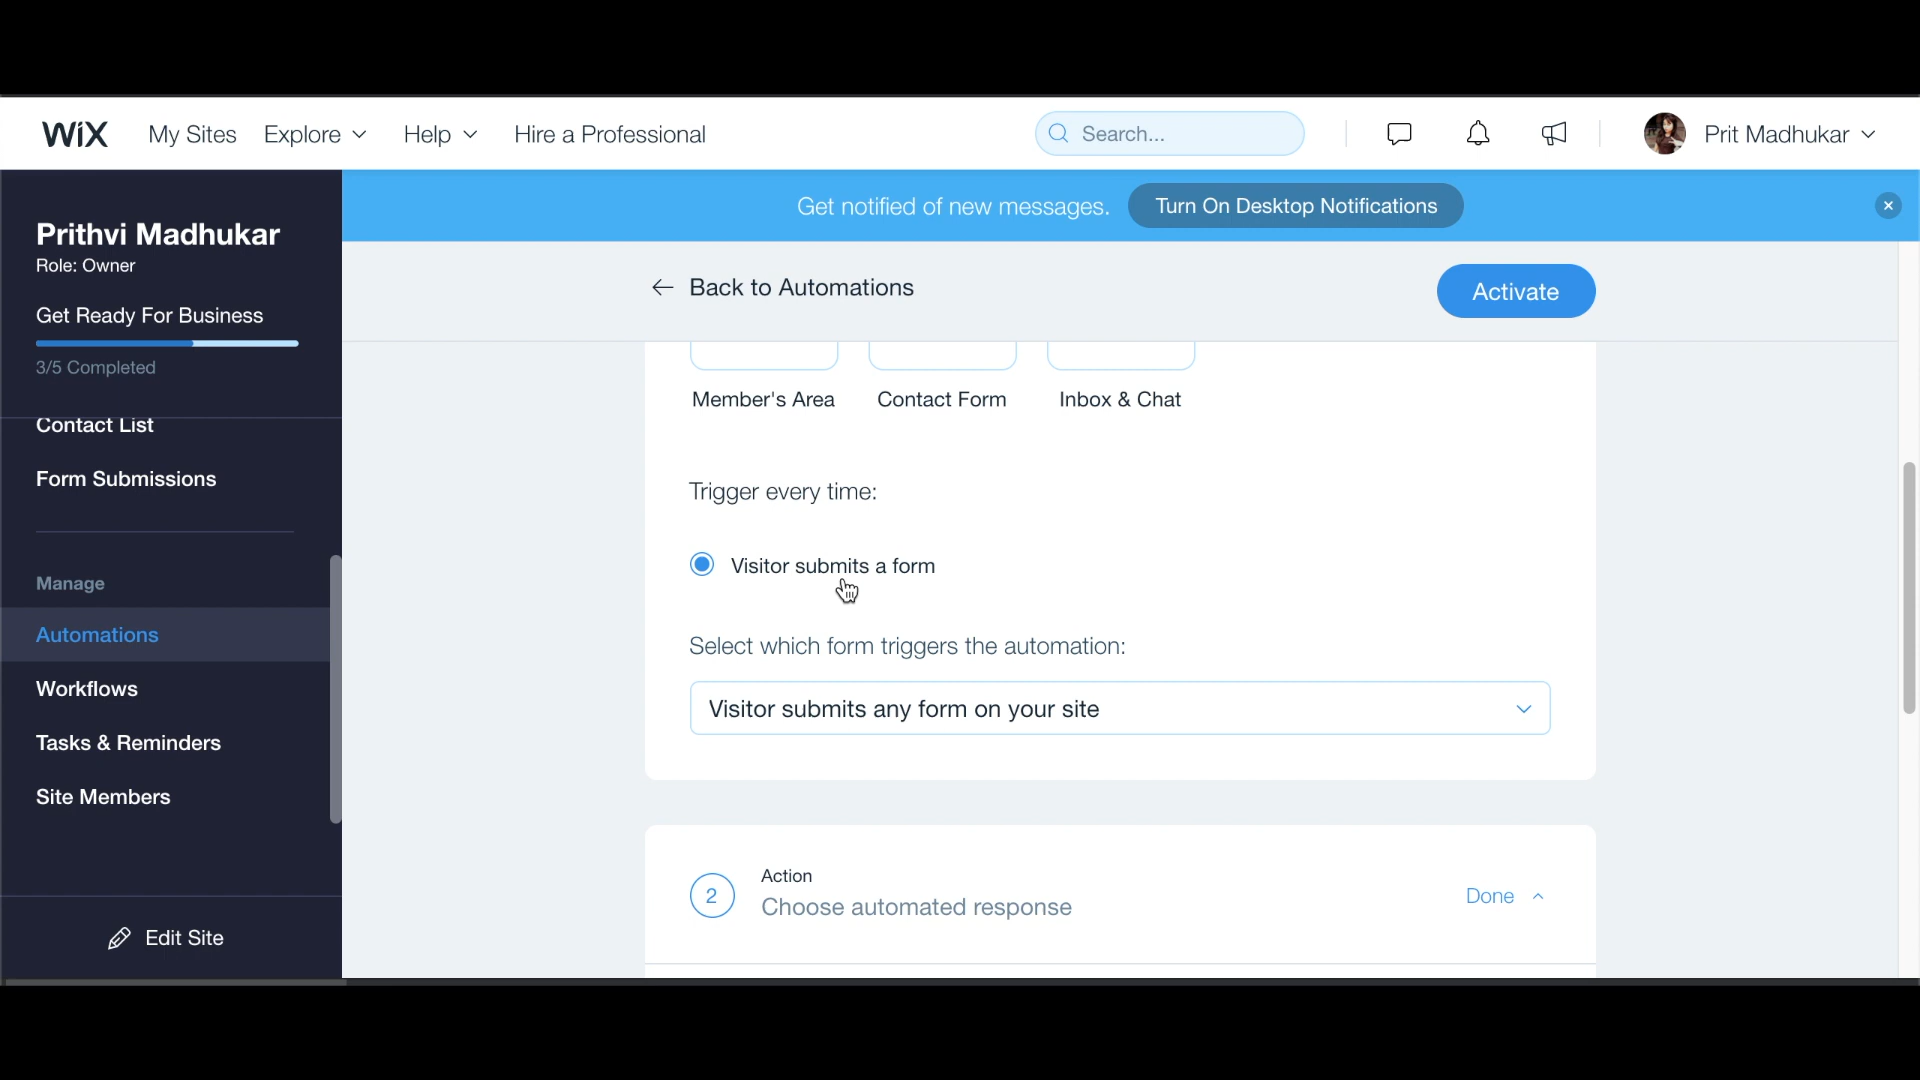 WiX My Sites Explore Help Hire a Professional Search... Prit Madhukar
Get notified of new messages. Turn On Desktop Notifications
Prithvi Madhukar
Role: Owner
Get Ready For Business
3/5 Completed
Contact List
Form Submissions
Manage
Automations
Workflows
Tasks & Reminders
Site Members
Edit Site
Back to Automations Activate
Member's Area Contact Form Inbox & Chat
Trigger every time:
Visitor submits a form
Select which form triggers the automation:
Visitor submits any form on your site
2 Action Done
Choose automated response